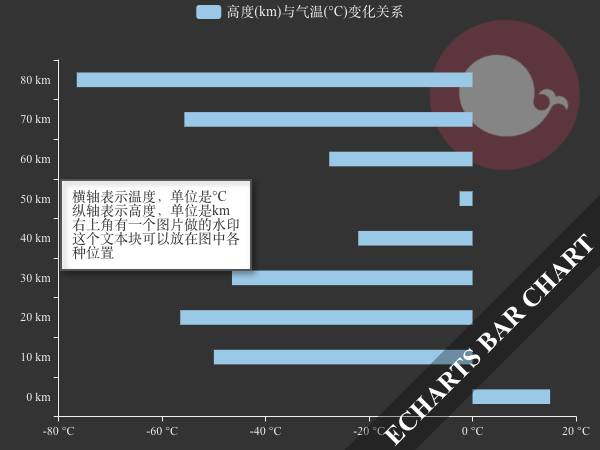 高度(km)与气温(°C)变化关系
80 km
70 km
60 km
50 km
40 km
30 km
20 km
10 km
0 km
横轴表示温度，单位是°C
纵轴表示高度，单位是km
右上角有一个图片做的水印
这个文本块可以放在图中各
种位置
-80 °C
-60 °C
-40 °C
-20 °C
0 °C
20 °C
ECHARTS BAR CHART